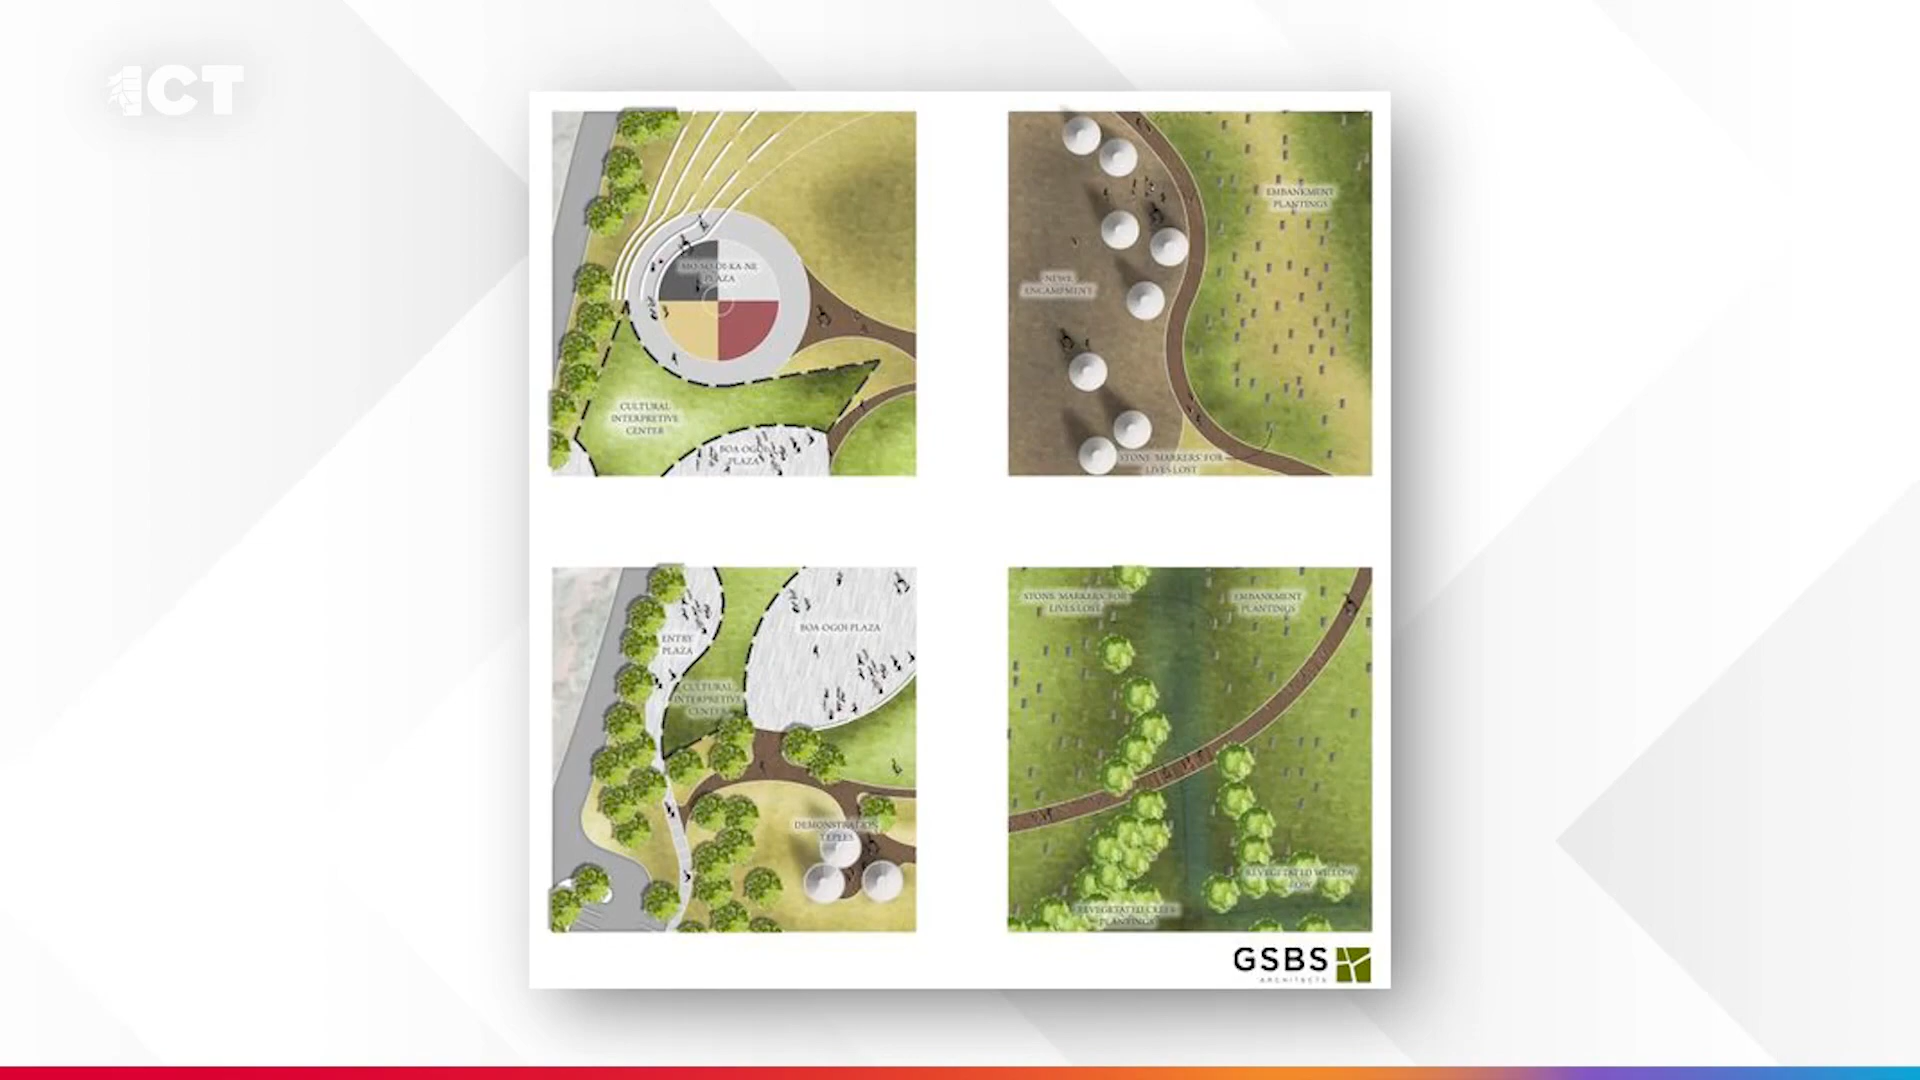 ICT
MO-SO-DI-KA-NE
PLAZA
CULTURAL
INTERPRETIVE
CENTER
BOA OGOI
PLAZA
EMBANKMENT
PLANTINGS
NEWE
ENCAMPMENT
STONE 'MARKERS' FOR
LIVES LOST
ENTRY
PLAZA
BOA OGOI PLAZA
CULTURAL
INTERPRETIVE
CENTER
DEMONSTRATION
TEPEES
STONE 'MARKERS' FOR
LIVES LOST
EMBANKMENT
PLANTINGS
REVEGETATED WILLOW
ROW
REVEGETATED CREEK
PLANTINGS
GSBS
ARCHITECTS